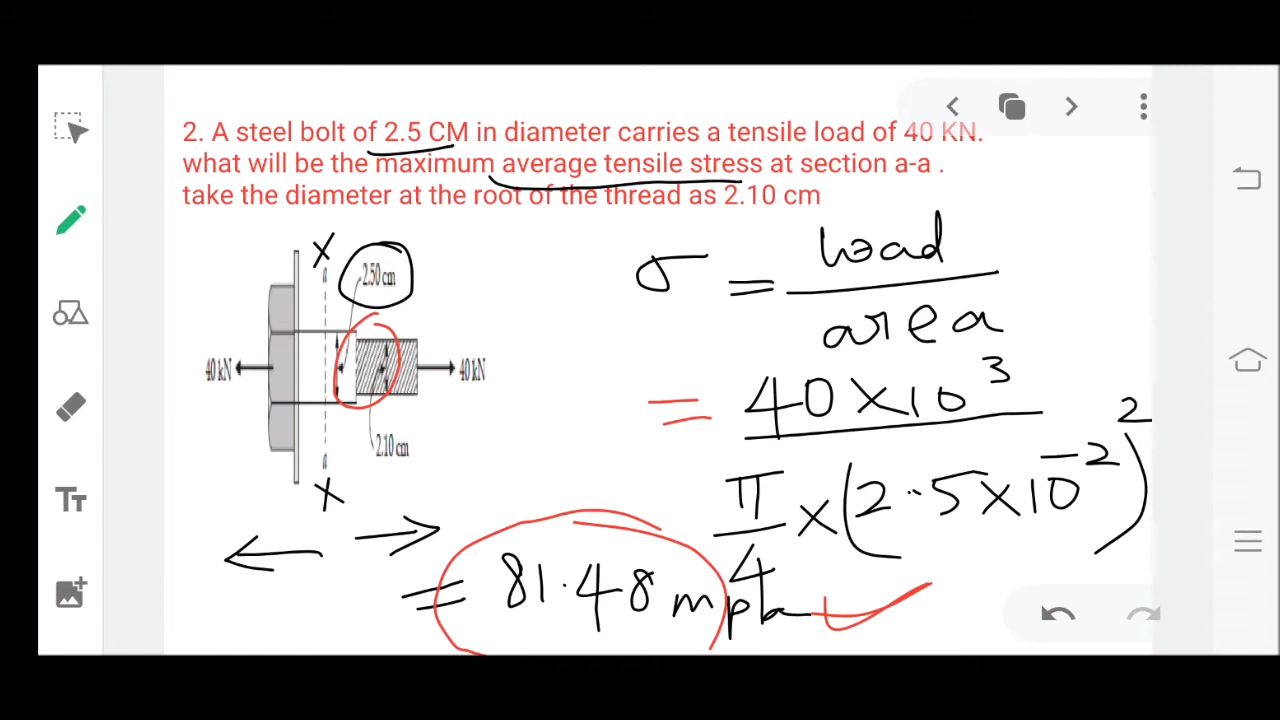 2. A steel bolt of 2.5 CM in diameter carries a tensile load of 40 KN.
what will be the maximum average tensile stress at section a-a .
take the diameter at the root of the thread as 2.10 cm
X
2.50 cm
40 kN
40 kN
2.10 cm
X
σ = load
area
= 40 × 10³
π/4 × (2.5 × 10⁻²)²
= 81.48 mpa
TT